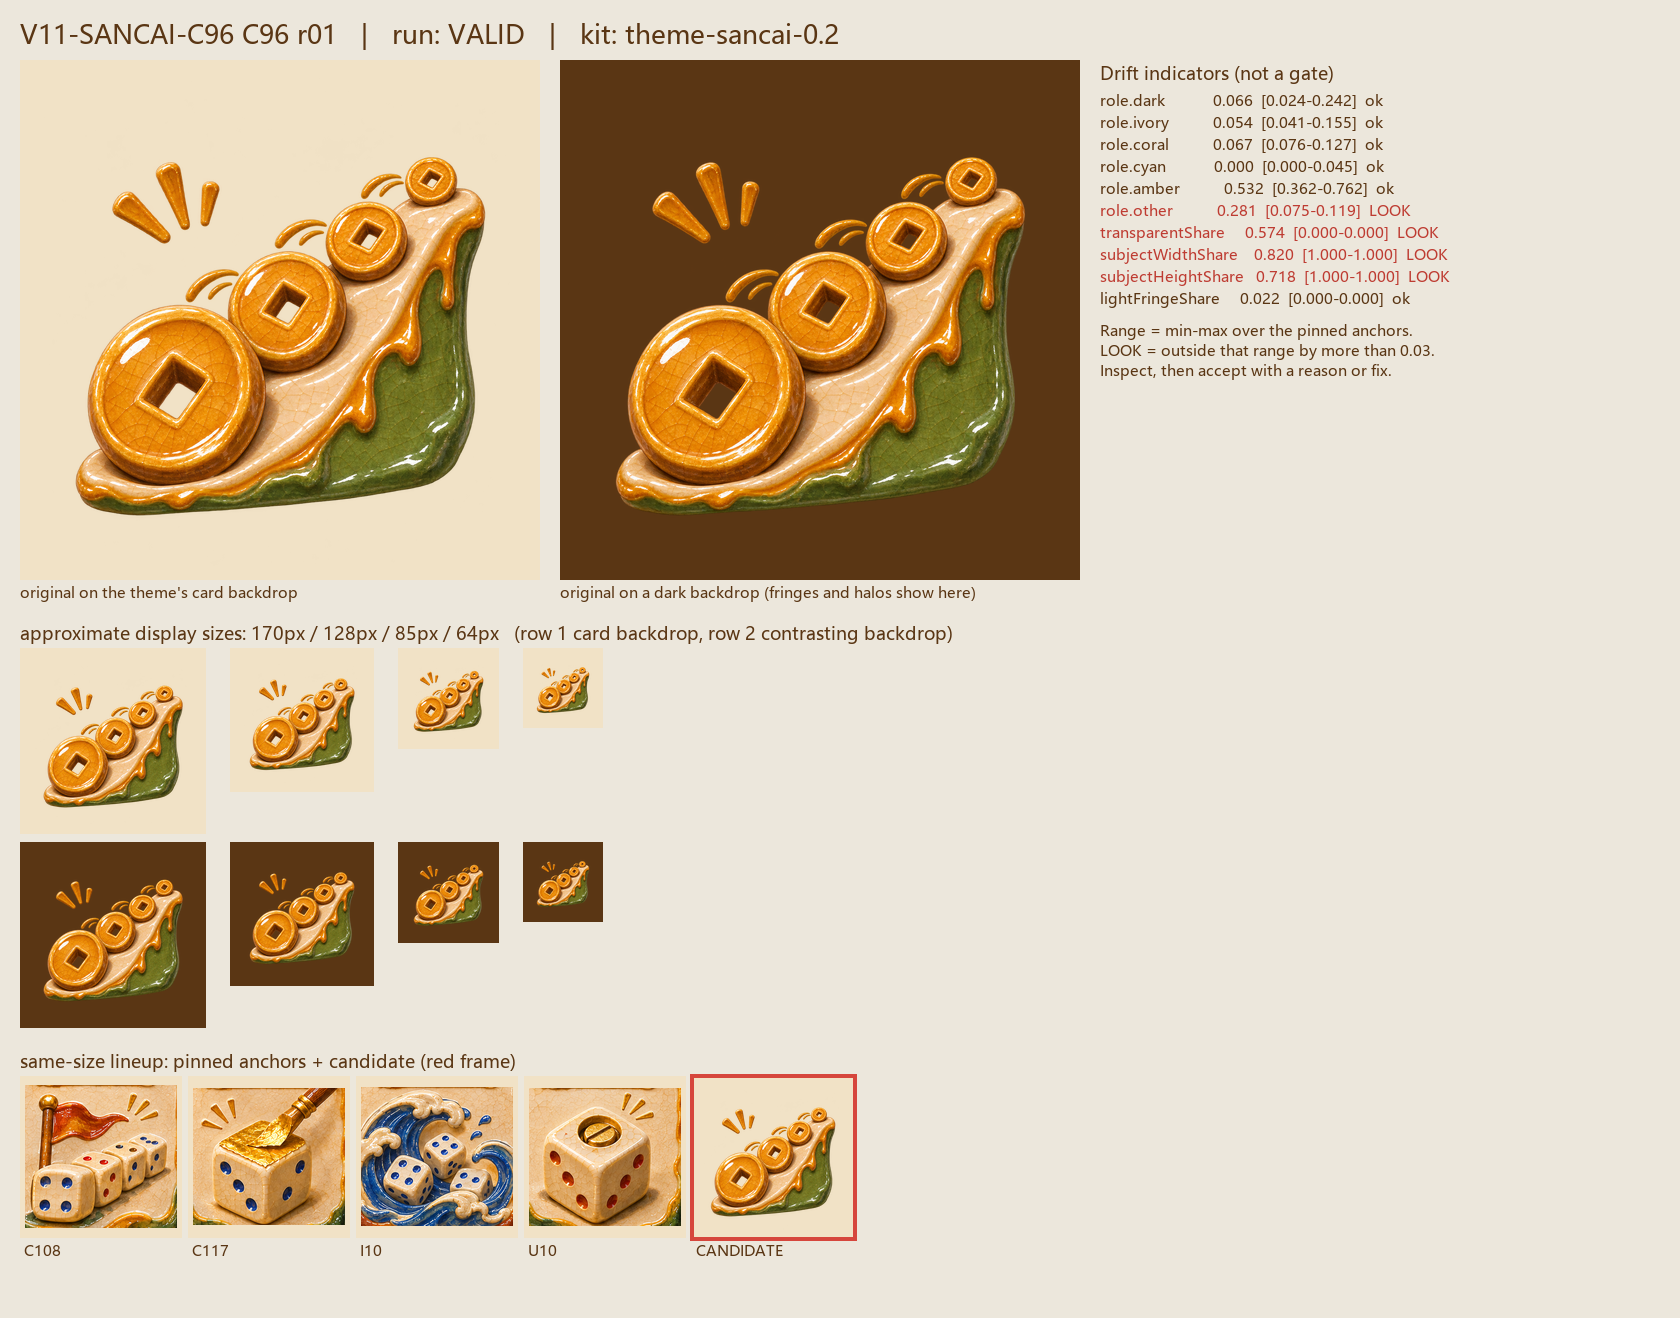 V11-SANCAI-C96 C96 r01 | run: VALID | kit: theme-sancai-0.2
Drift indicators (not a gate)
role.dark 0.066 [0.024-0.242] ok
role.ivory 0.054 [0.041-0.155] ok
role.coral 0.067 [0.076-0.127] ok
role.cyan 0.000 [0.000-0.045] ok
role.amber 0.532 [0.362-0.762] ok
role.other 0.281 [0.075-0.119] LOOK
transparentShare 0.574 [0.000-0.000] LOOK
subjectWidthShare 0.820 [1.000-1.000] LOOK
subjectHeightShare 0.718 [1.000-1.000] LOOK
lightFringeShare 0.022 [0.000-0.000] ok
Range = min-max over the pinned anchors.
LOOK = outside that range by more than 0.03.
Inspect, then accept with a reason or fix.
original on the theme's card backdrop
original on a dark backdrop (fringes and halos show here)
approximate display sizes: 170px / 128px / 85px / 64px (row 1 card backdrop, row 2 contrasting backdrop)
same-size lineup: pinned anchors + candidate (red frame)
C108
C117
I10
U10
CANDIDATE